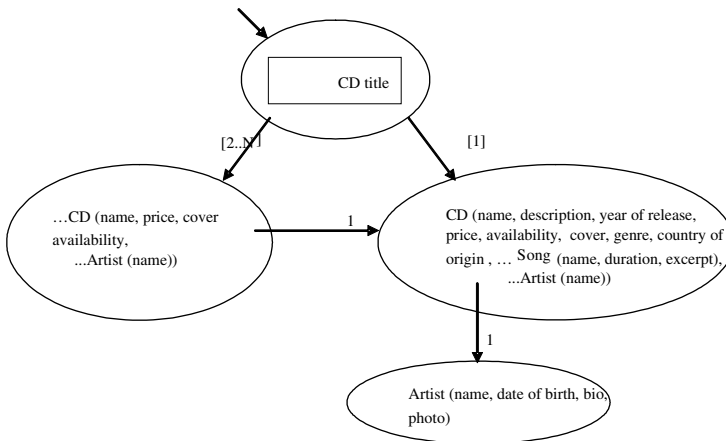 CD title
[2..N]
[1]
…CD (name, price, cover
availability,
...Artist (name))
1
CD (name, description, year of release,
price, availability, cover, genre, country of
origin , … Song (name, duration, excerpt),
...Artist (name))
1
Artist (name, date of birth, bio,
photo)